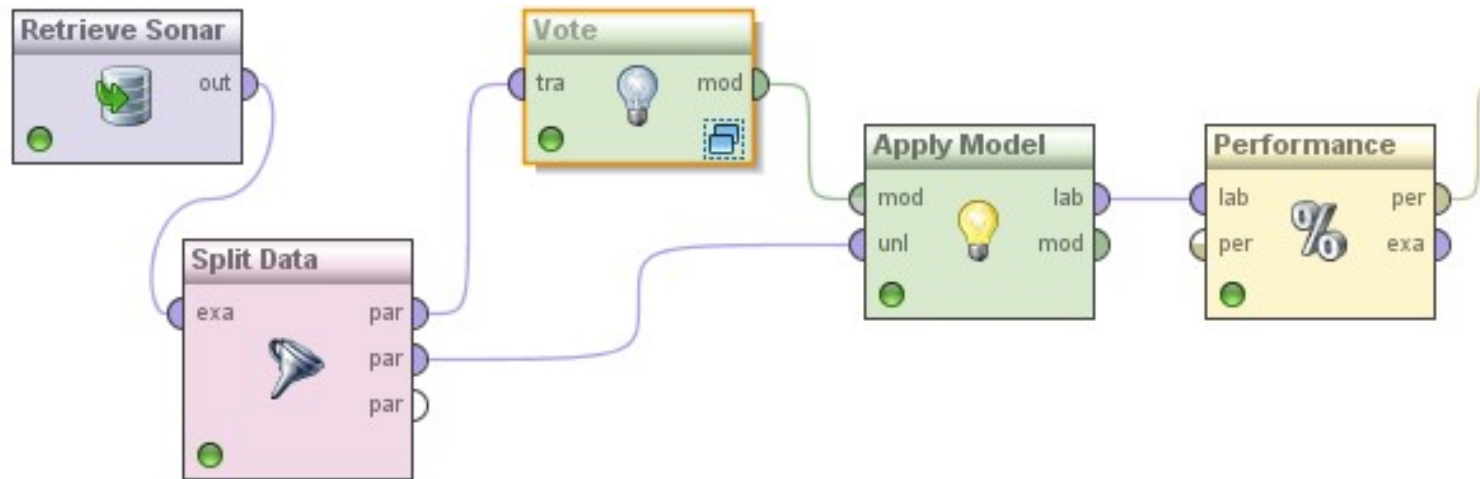 Retrieve Sonar
out
Split Data
exa par
par
par
Vote
tra mod
Apply Model
mod lab
unl mod
Performance
lab per
per exa
%